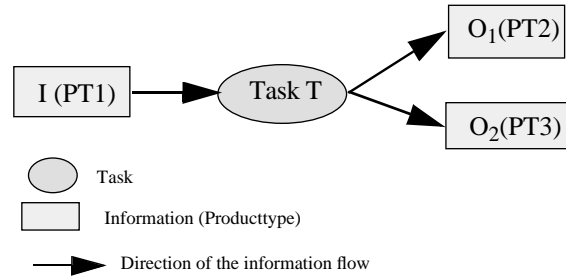 O₁(PT2)
I (PT1)
Task T
O₂(PT3)
Task
Information (Producttype)
Direction of the information flow